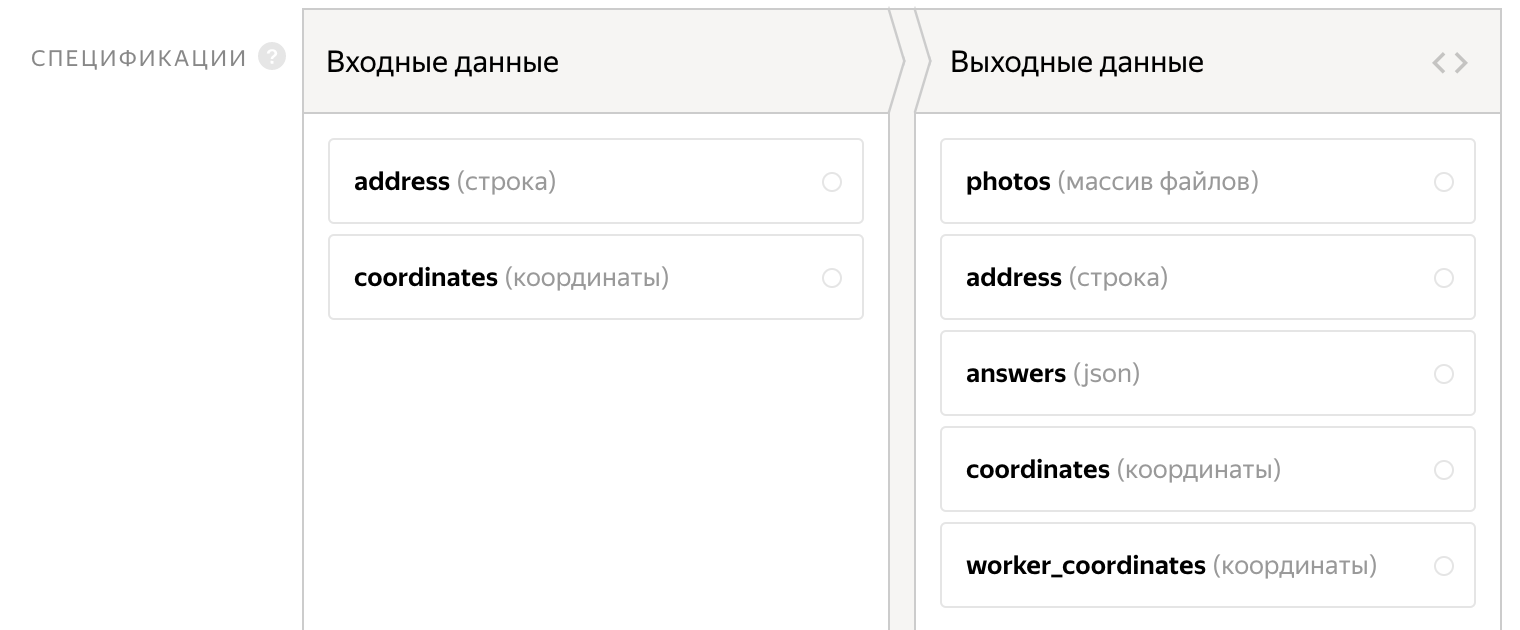 СПЕЦИФИКАЦИИ ?
Входные данные
address (строка)
coordinates (координаты)
Выходные данные
photos (массив файлов)
address (строка)
answers (json)
coordinates (координаты)
worker_coordinates (координаты)